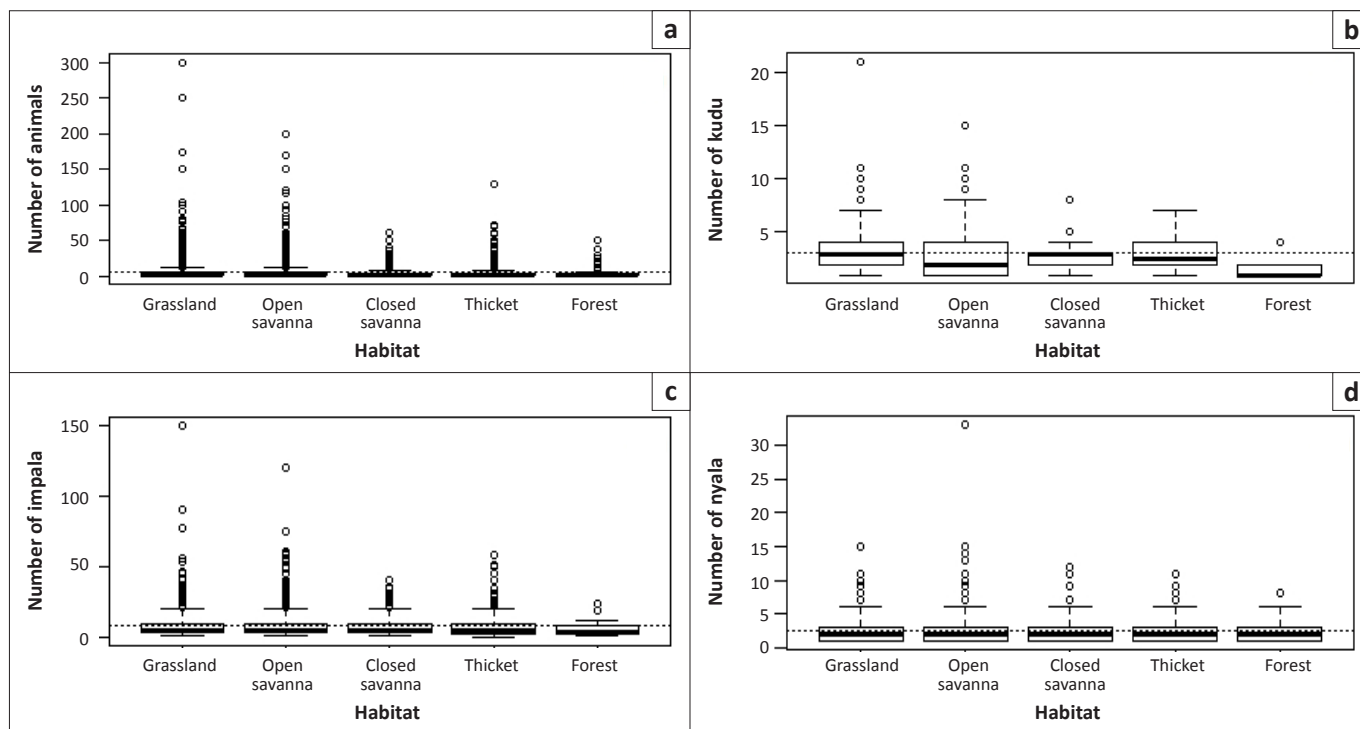 a
Number of animals
300
250
200
150
100
50
0
Grassland
Open savanna
Closed savanna
Thicket
Forest
Habitat
b
Number of kudu
20
15
10
5
Grassland
Open savanna
Closed savanna
Thicket
Forest
Habitat
c
Number of impala
150
100
50
0
Grassland
Open savanna
Closed savanna
Thicket
Forest
Habitat
d
Number of nyala
30
25
20
15
10
5
0
Grassland
Open savanna
Closed savanna
Thicket
Forest
Habitat